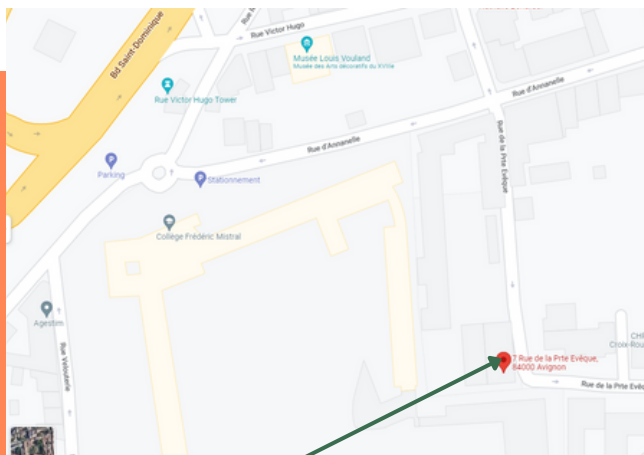 Bd Saint-Dominique
Rue Victor Hugo
Musée Louis Vouland
Musée des Arts décoratifs du XVIIIe
Rue Victor Hugo Tower
Rue d'Annanelle
Rue d'Annanelle
Rue de la Prte Evêque
Parking
Stationnement
Collège Frédéric Mistral
Agestim
Rue Velouterie
7 Rue de la Prte Evêque,
84000 Avignon
Croix-Rou
Rue de la Prte Evêq